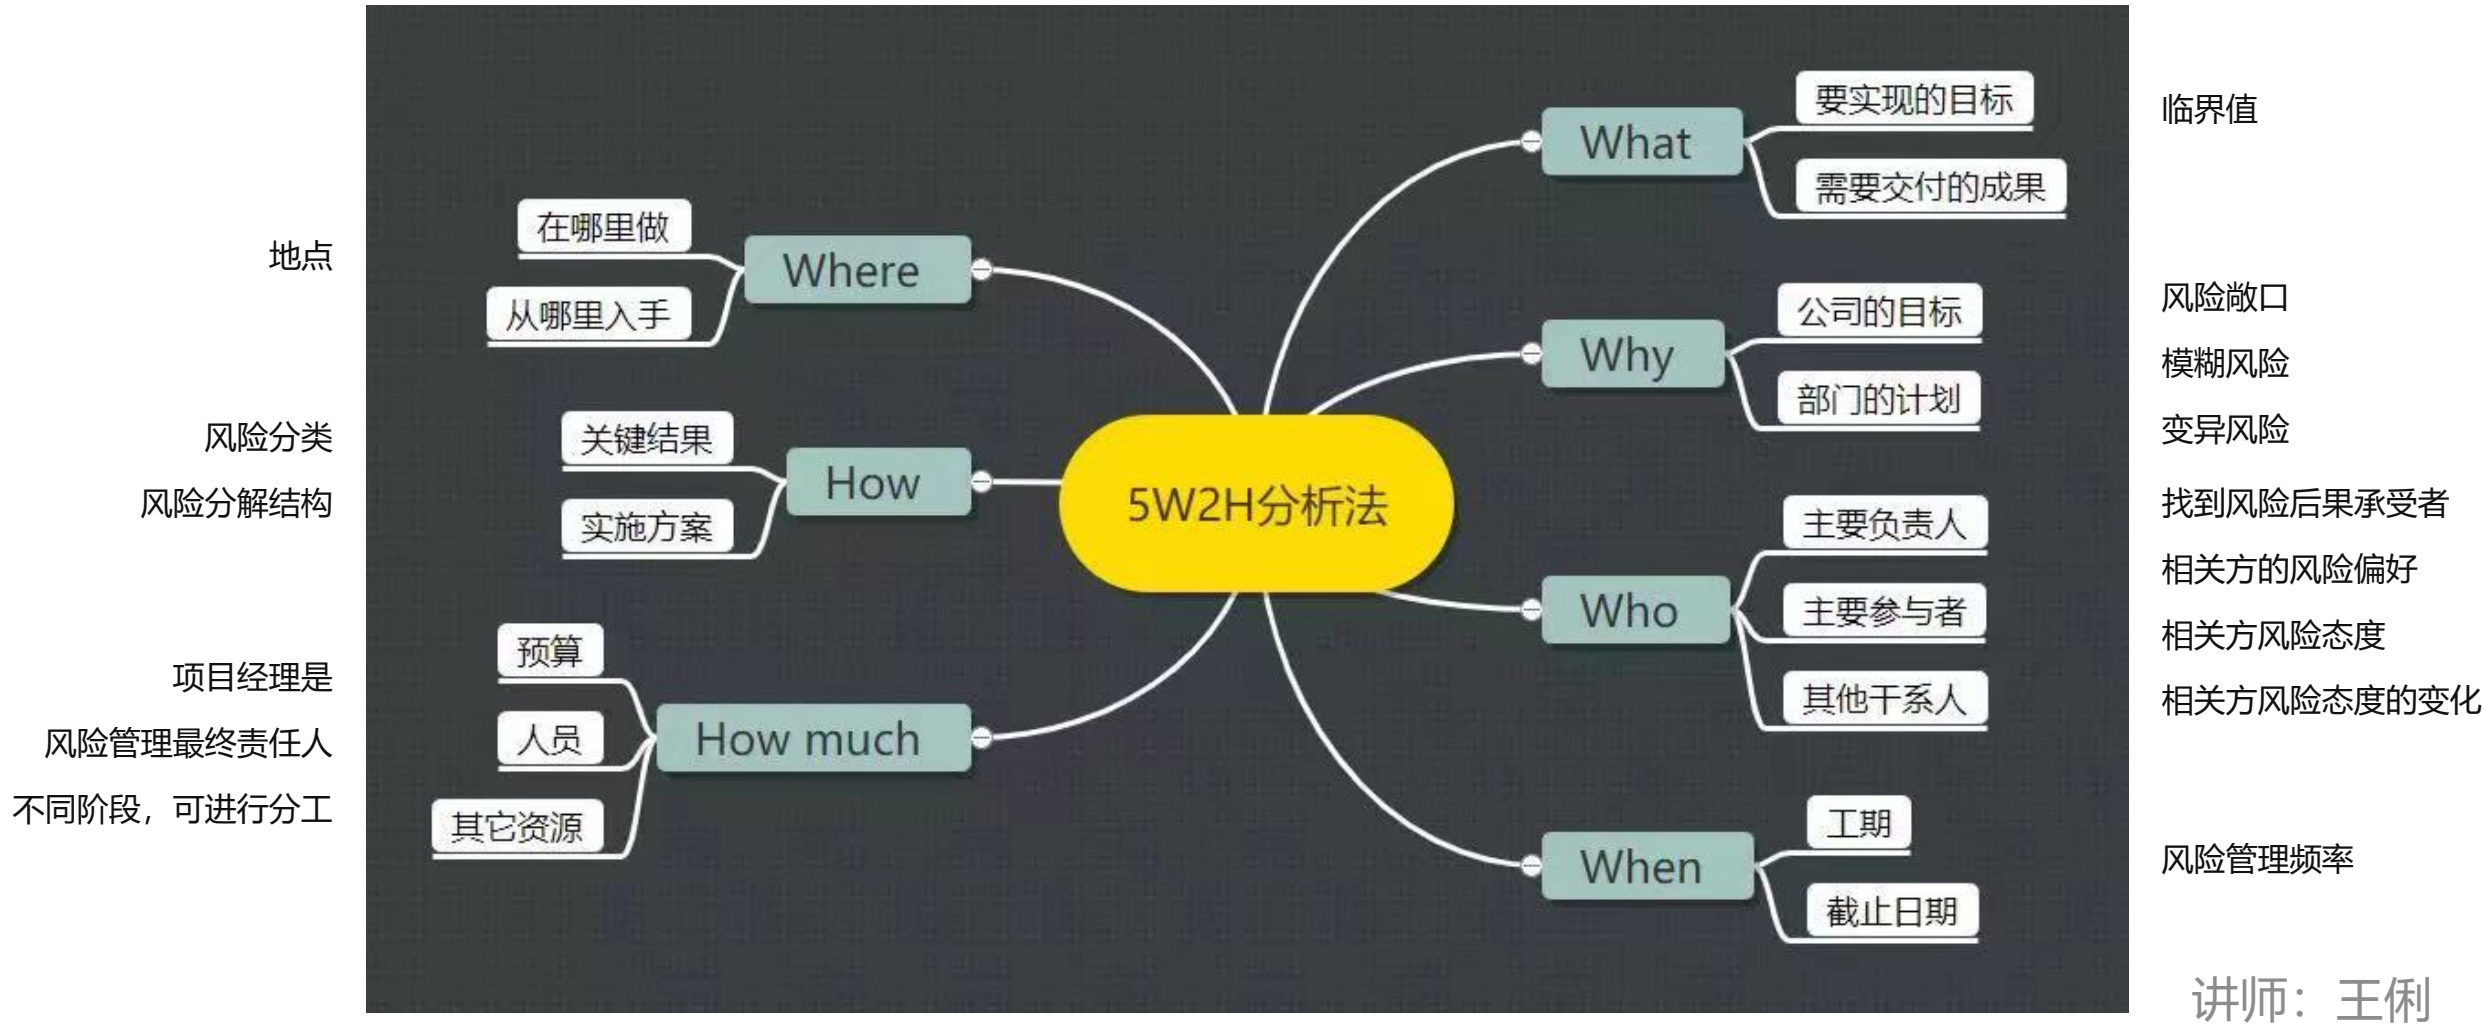 地点
风险分类
风险分解结构
项目经理是
风险管理最终责任人
不同阶段，可进行分工
5W2H分析法
Where
在哪里做
从哪里入手
How
关键结果
实施方案
How much
预算
人员
其它资源
What
要实现的目标
需要交付的成果
Why
公司的目标
部门的计划
Who
主要负责人
主要参与者
其他干系人
When
工期
截止日期
临界值
风险敞口
模糊风险
变异风险
找到风险后果承受者
相关方的风险偏好
相关方风险态度
相关方风险态度的变化
风险管理频率
讲师：王俐